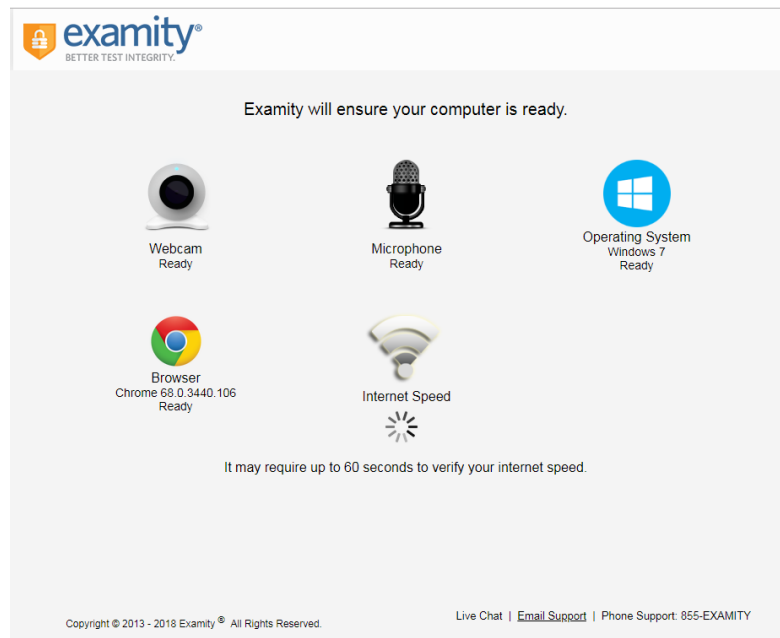 examity®
BETTER TEST INTEGRITY.
Examity will ensure your computer is ready.
Webcam
Ready
Microphone
Ready
Operating System
Windows 7
Ready
Browser
Chrome 68.0.3440.106
Ready
Internet Speed
It may require up to 60 seconds to verify your internet speed.
Copyright © 2013 - 2018 Examity ® All Rights Reserved.
Live Chat | Email Support | Phone Support: 855-EXAMITY